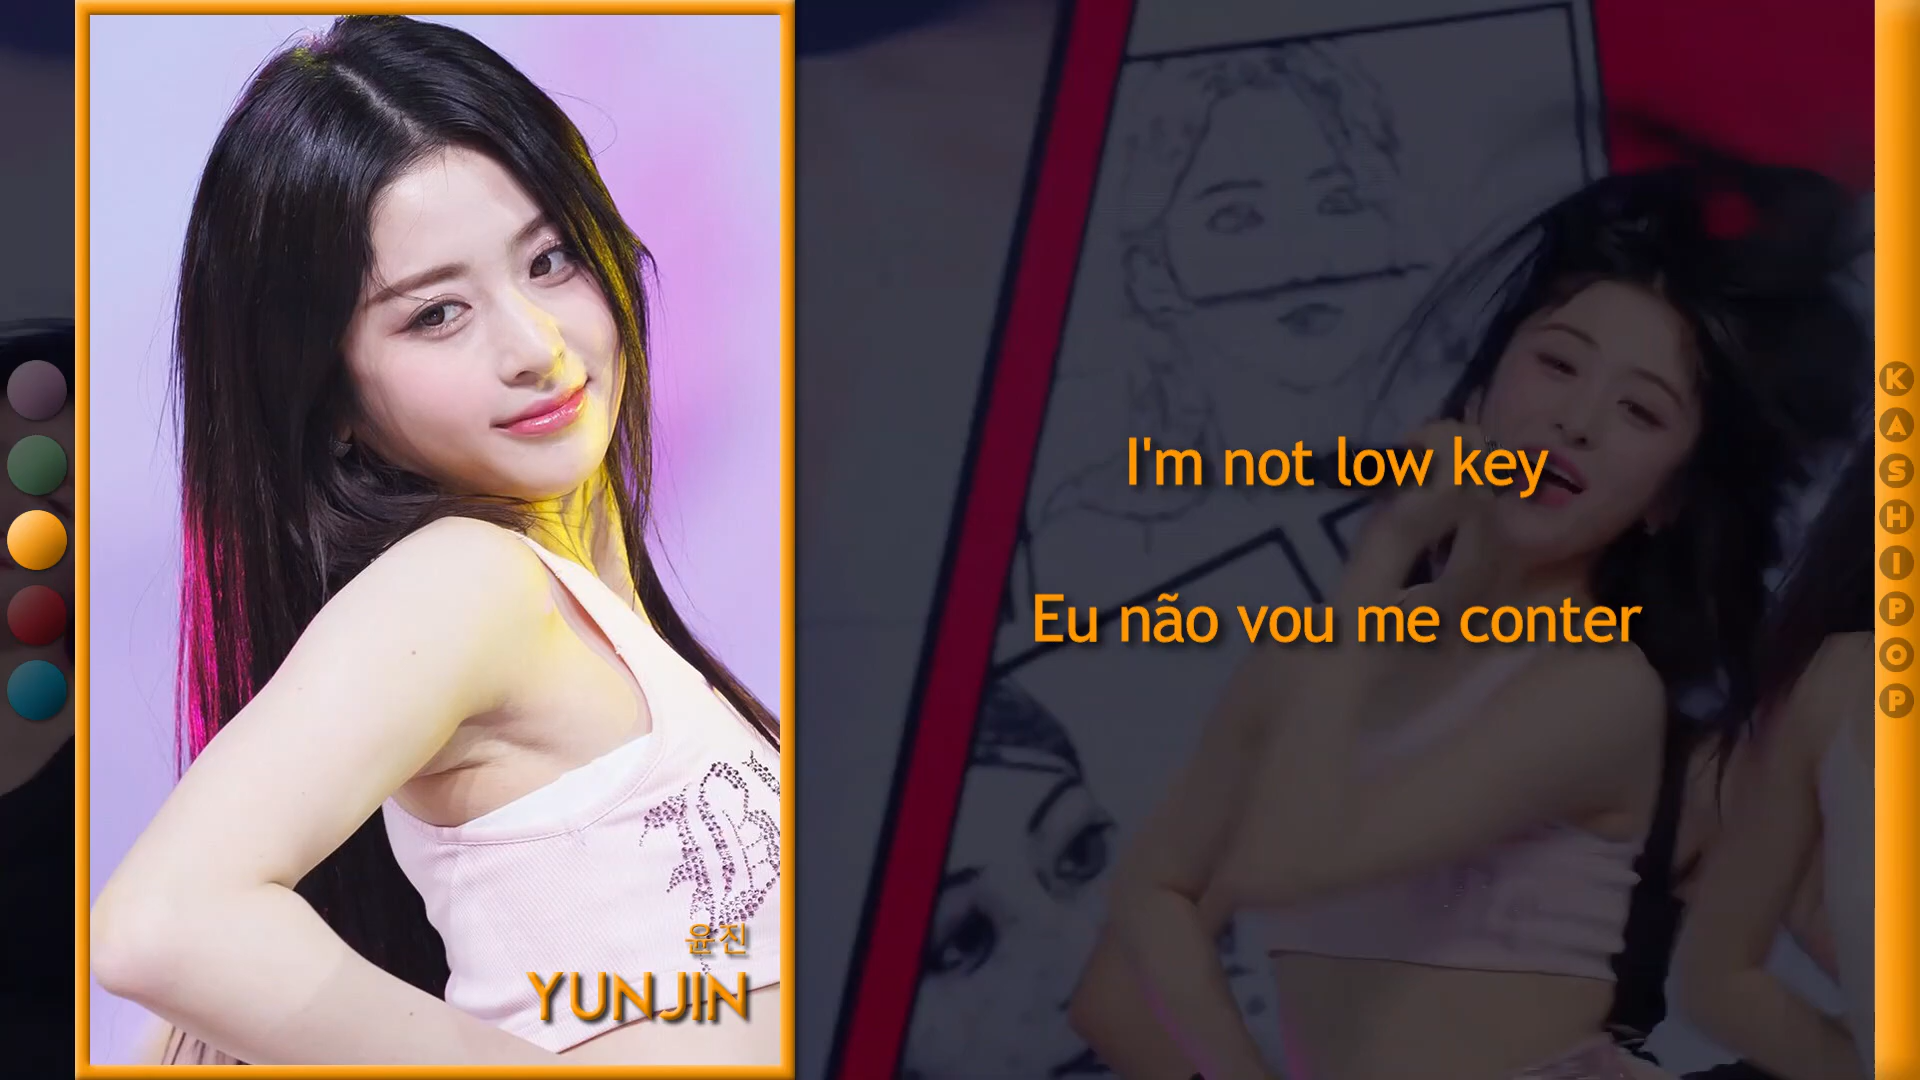 윤진
YUNJIN
I'm not low key
Eu não vou me conter
KASHIPOP